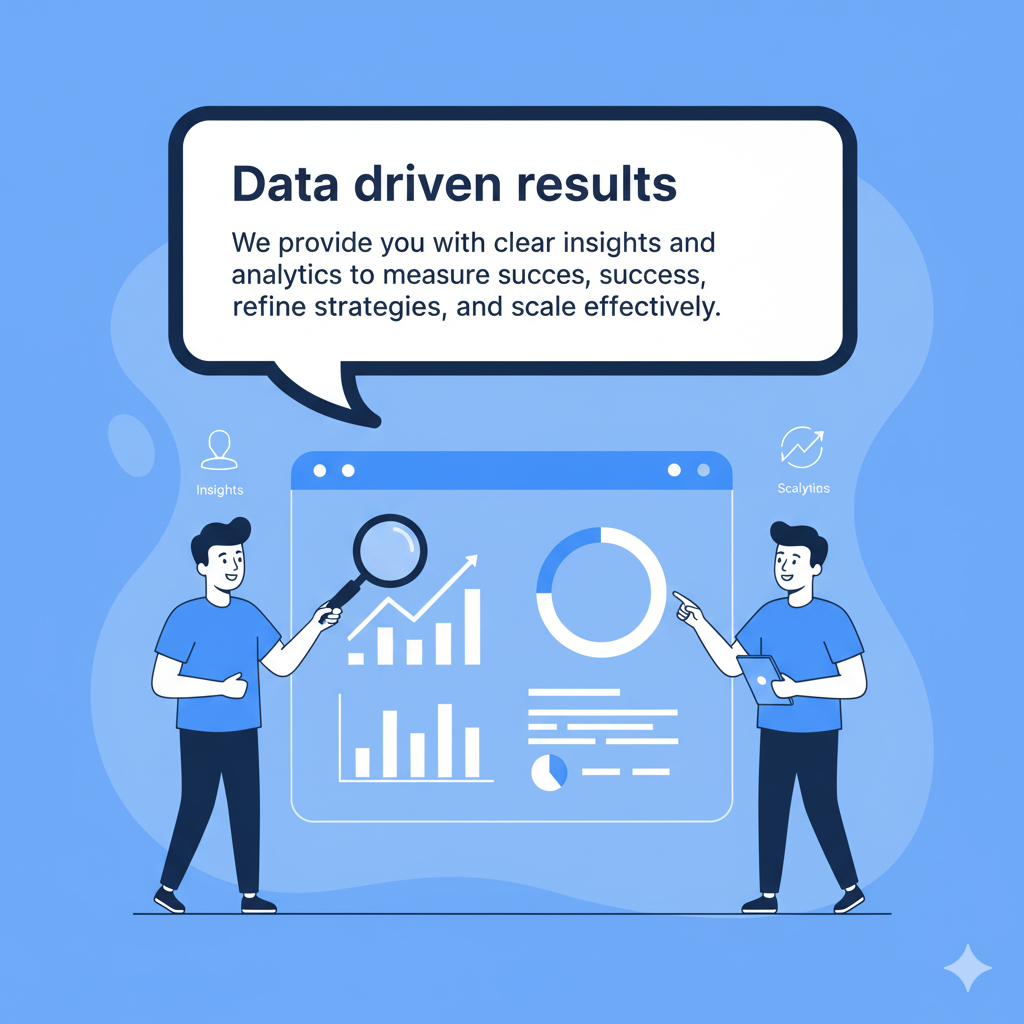 Data driven results
We provide you with clear insights and
analytics to measure succes, success,
refine strategies, and scale effectively.
Insights
Scalytins